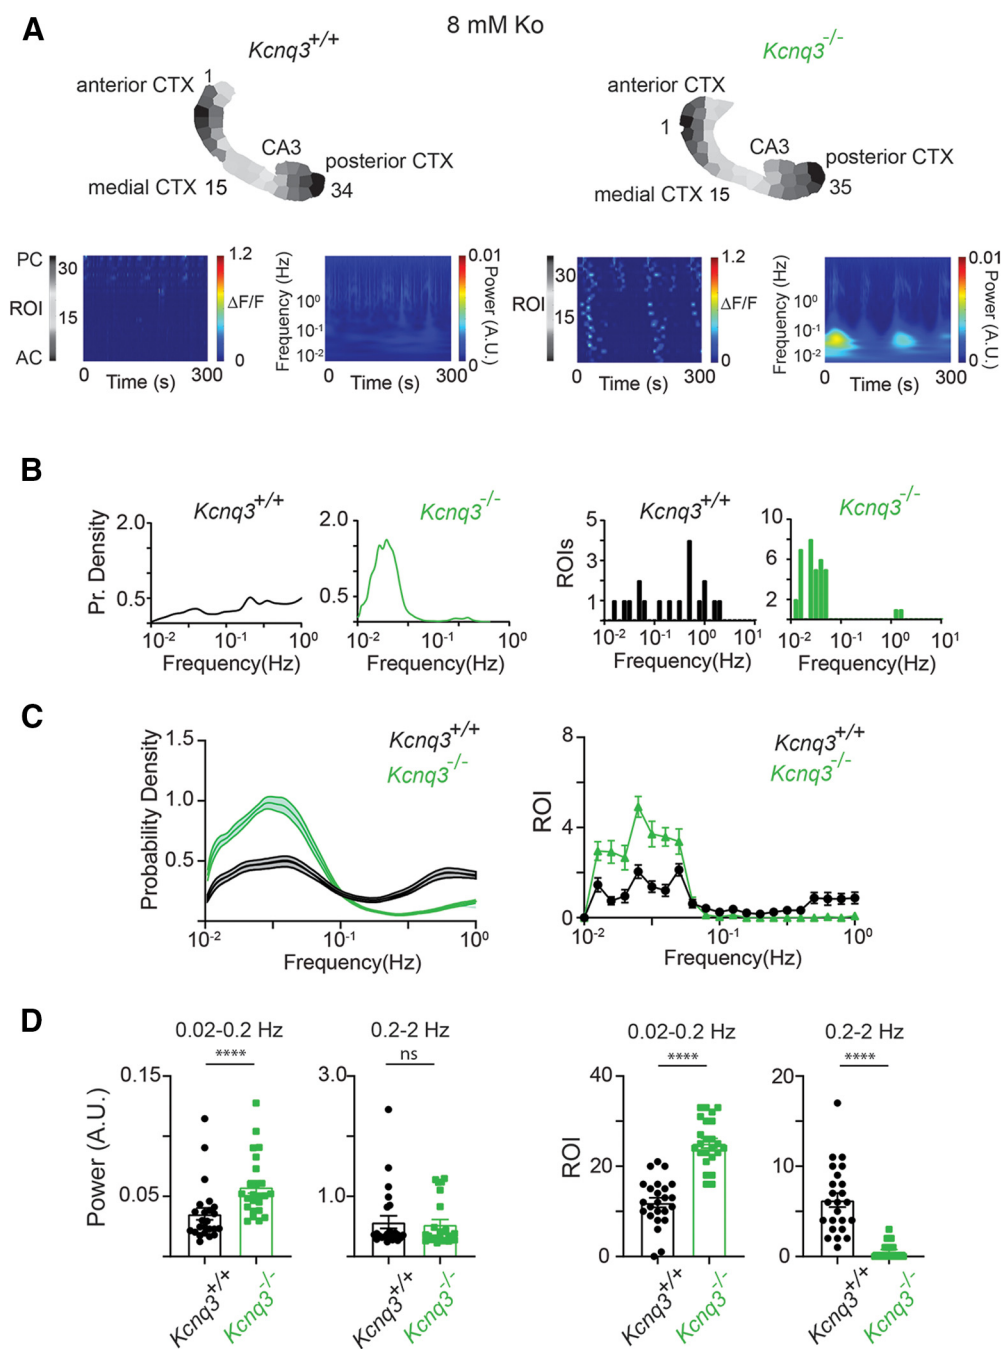 A
8 mM Ko
Kcnq3+/+
Kcnq3-/-
anterior CTX
1
CA3
posterior CTX
medial CTX 15
34
anterior CTX
1
CA3
posterior CTX
medial CTX 15
35
PC
ROI
AC
30
15
1.2
ΔF/F
0
0
300
Time (s)
Frequency (Hz)
10⁰
10⁻¹
10⁻²
0.01
Power (A.U.)
0
0
300
Time (s)
ROI
30
15
1.2
ΔF/F
0
0
300
Time (s)
Frequency (Hz)
10⁰
10⁻¹
10⁻²
0.01
Power (A.U.)
0
0
300
Time (s)
B
Kcnq3+/+
Pr. Density
2.0
0.5
10⁻²
10⁻¹
10⁰
Frequency(Hz)
Kcnq3-/-
2.0
0.5
10⁻²
10⁻¹
10⁰
Frequency(Hz)
Kcnq3+/+
ROIs
5
3
1
10⁻²
10⁻¹
10⁰
10¹
Frequency(Hz)
Kcnq3-/-
10
6
2
10⁻²
10⁻¹
10⁰
10¹
Frequency(Hz)
C
Probability Density
1.5
1.0
0.5
Kcnq3+/+
Kcnq3-/-
10⁻²
10⁻¹
10⁰
Frequency(Hz)
ROI
8
4
0
Kcnq3+/+
Kcnq3-/-
10⁻²
10⁻¹
10⁰
Frequency(Hz)
D
0.02-0.2 Hz
****
Power (A.U.)
0.15
0.05
Kcnq3+/+
Kcnq3-/-
0.2-2 Hz
ns
3.0
1.0
Kcnq3+/+
Kcnq3-/-
0.02-0.2 Hz
****
ROI
40
20
0
Kcnq3+/+
Kcnq3-/-
0.2-2 Hz
****
20
10
0
Kcnq3+/+
Kcnq3-/-